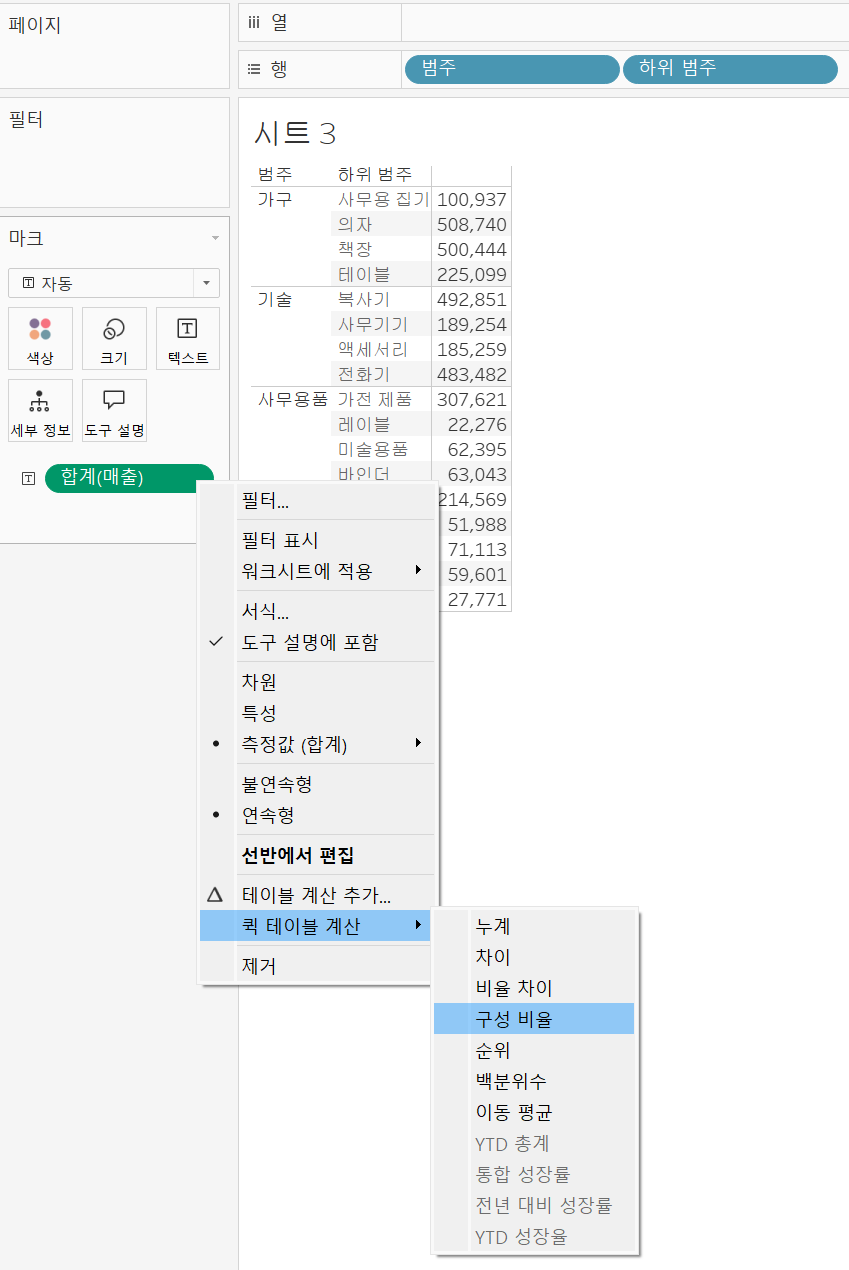 페이지
필터
마크
자동
색상
크기
텍스트
세부 정보
도구 설명
합계(매출)
열
행
범주
하위 범주
시트 3
범주 하위 범주
가구 사무용 집기 100,937
의자 508,740
책장 500,444
테이블 225,099
기술 복사기 492,851
사무기기 189,254
액세서리 185,259
전화기 483,482
사무용품 가전 제품 307,621
레이블 22,276
미술용품 62,395
바인더 63,043
214,569
51,988
71,113
59,601
27,771
필터...
필터 표시
워크시트에 적용
서식...
도구 설명에 포함
차원
특성
측정값 (합계)
불연속형
연속형
선반에서 편집
테이블 계산 추가...
퀵 테이블 계산
제거
누계
차이
비율 차이
구성 비율
순위
백분위수
이동 평균
YTD 총계
통합 성장률
전년 대비 성장률
YTD 성장율